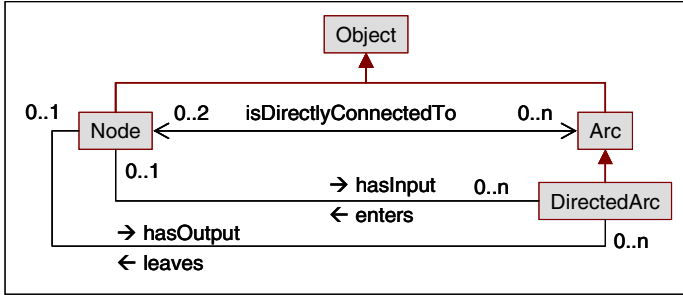 Object
0..1 Node 0..2 isDirectlyConnectedTo 0..n Arc
0..1 → hasInput 0..n DirectedArc
← enters
→ hasOutput 0..n
← leaves